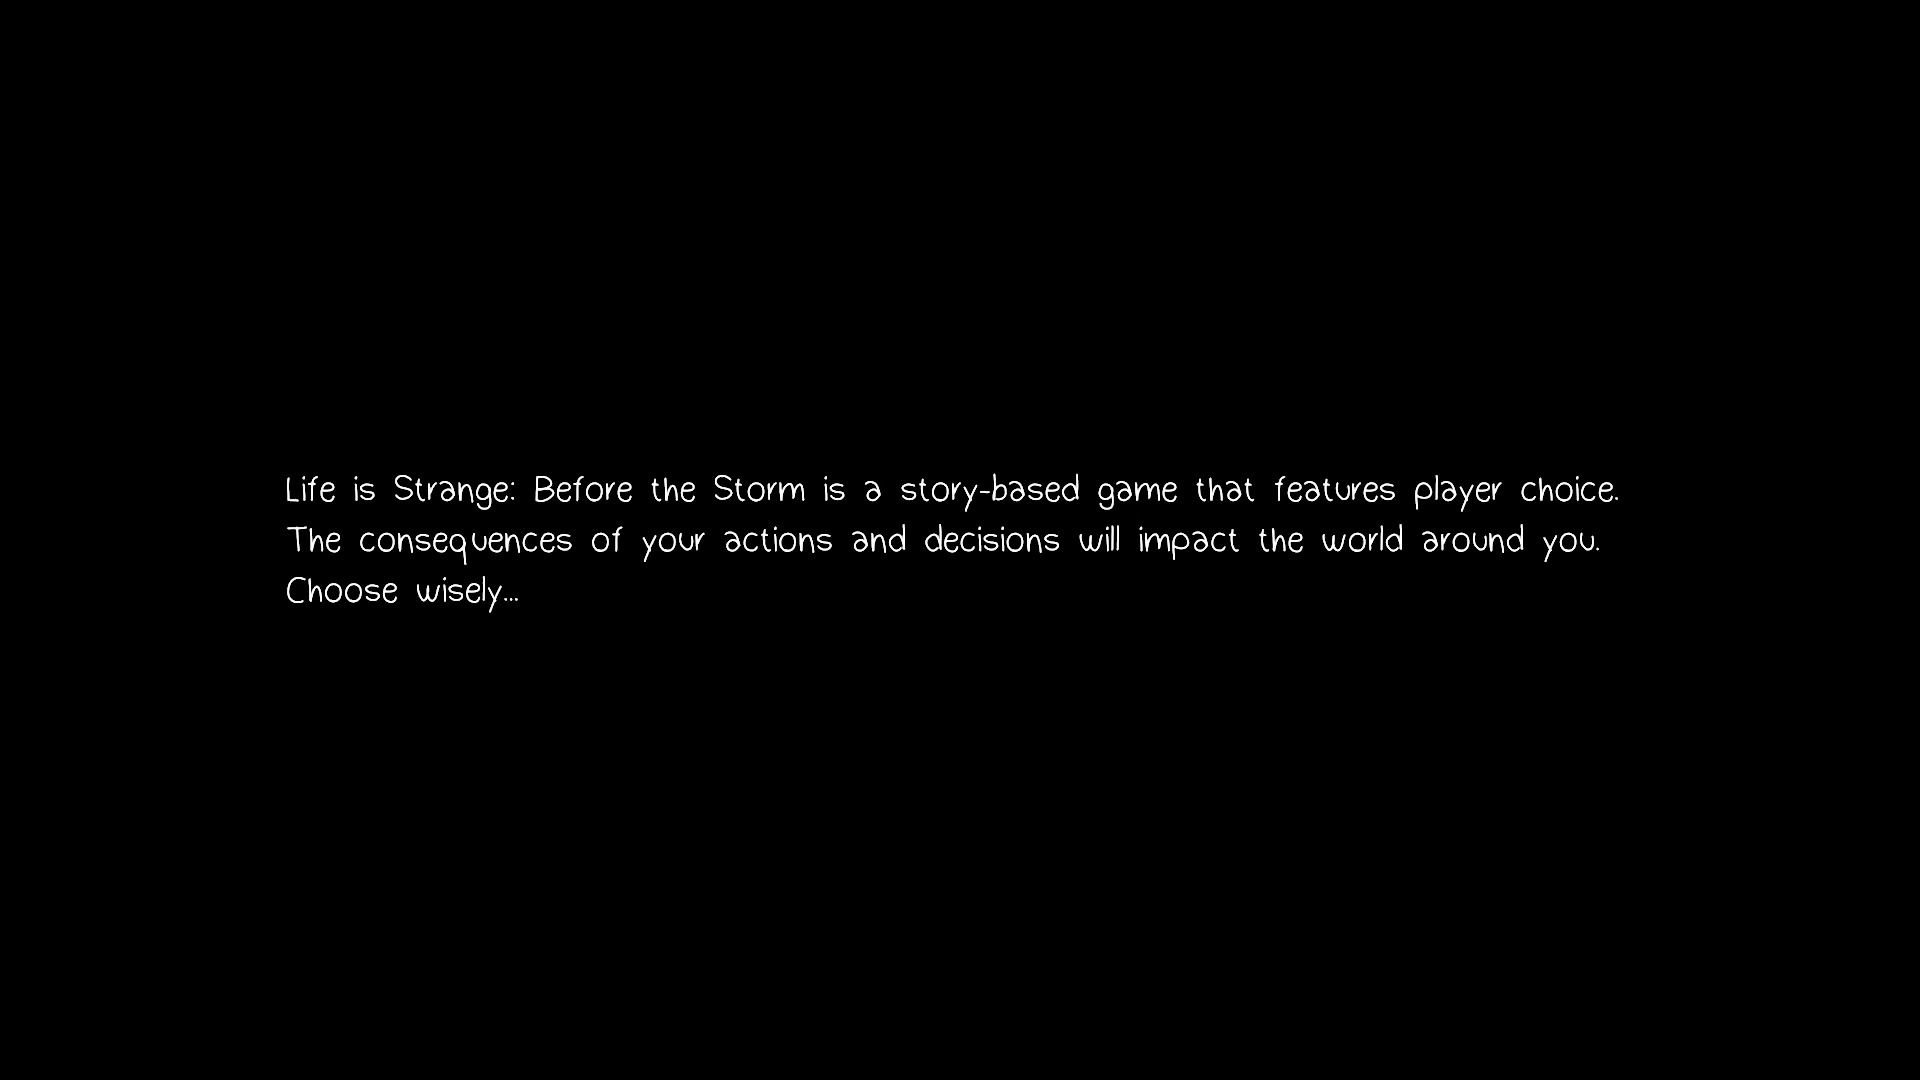 Life is Strange: Before the Storm is a story-based game that features player choice.
The consequences of your actions and decisions will impact the world around you.
Choose wisely...